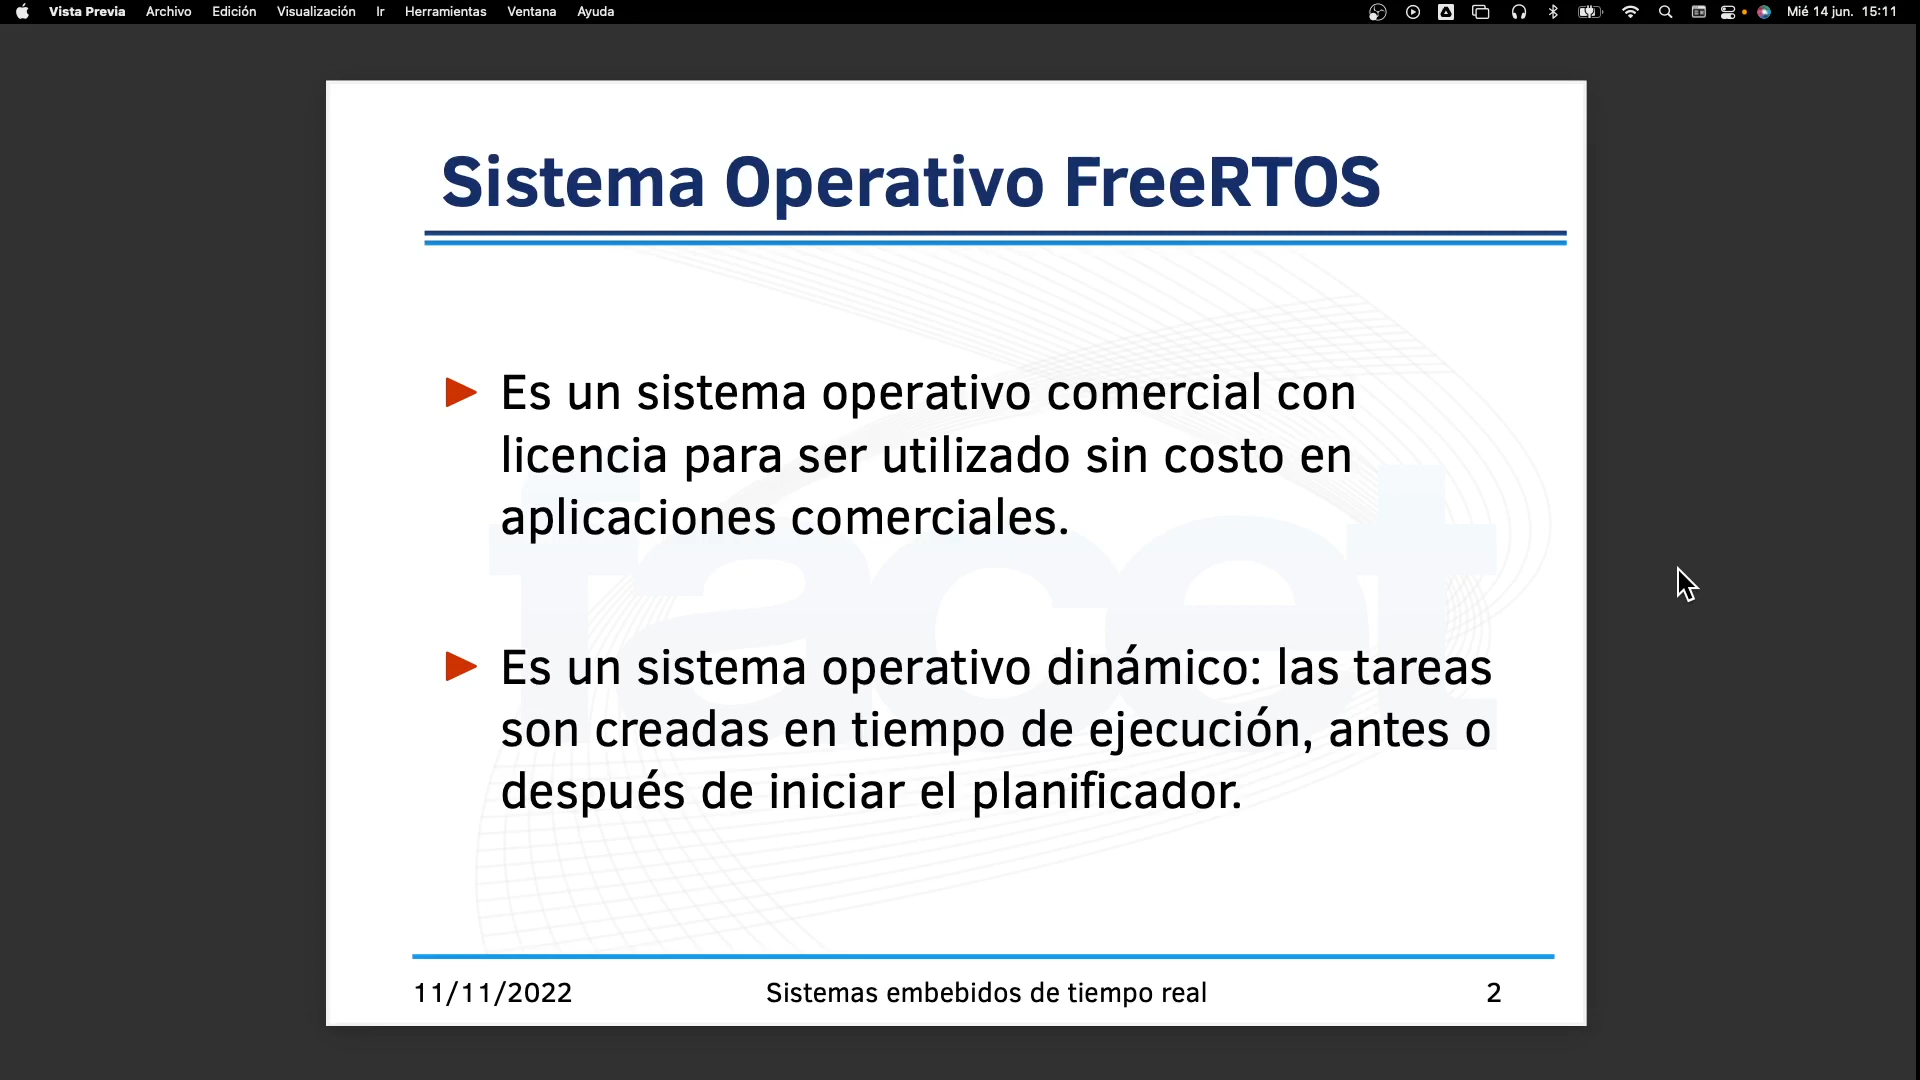 Vista Previa Archivo Edición Visualización Ir Herramientas Ventana Ayuda Mié 14 jun. 15:11
Sistema Operativo FreeRTOS
Es un sistema operativo comercial con
licencia para ser utilizado sin costo en
aplicaciones comerciales.
Es un sistema operativo dinámico: las tareas
son creadas en tiempo de ejecución, antes o
después de iniciar el planificador.
facet
11/11/2022 Sistemas embebidos de tiempo real 2